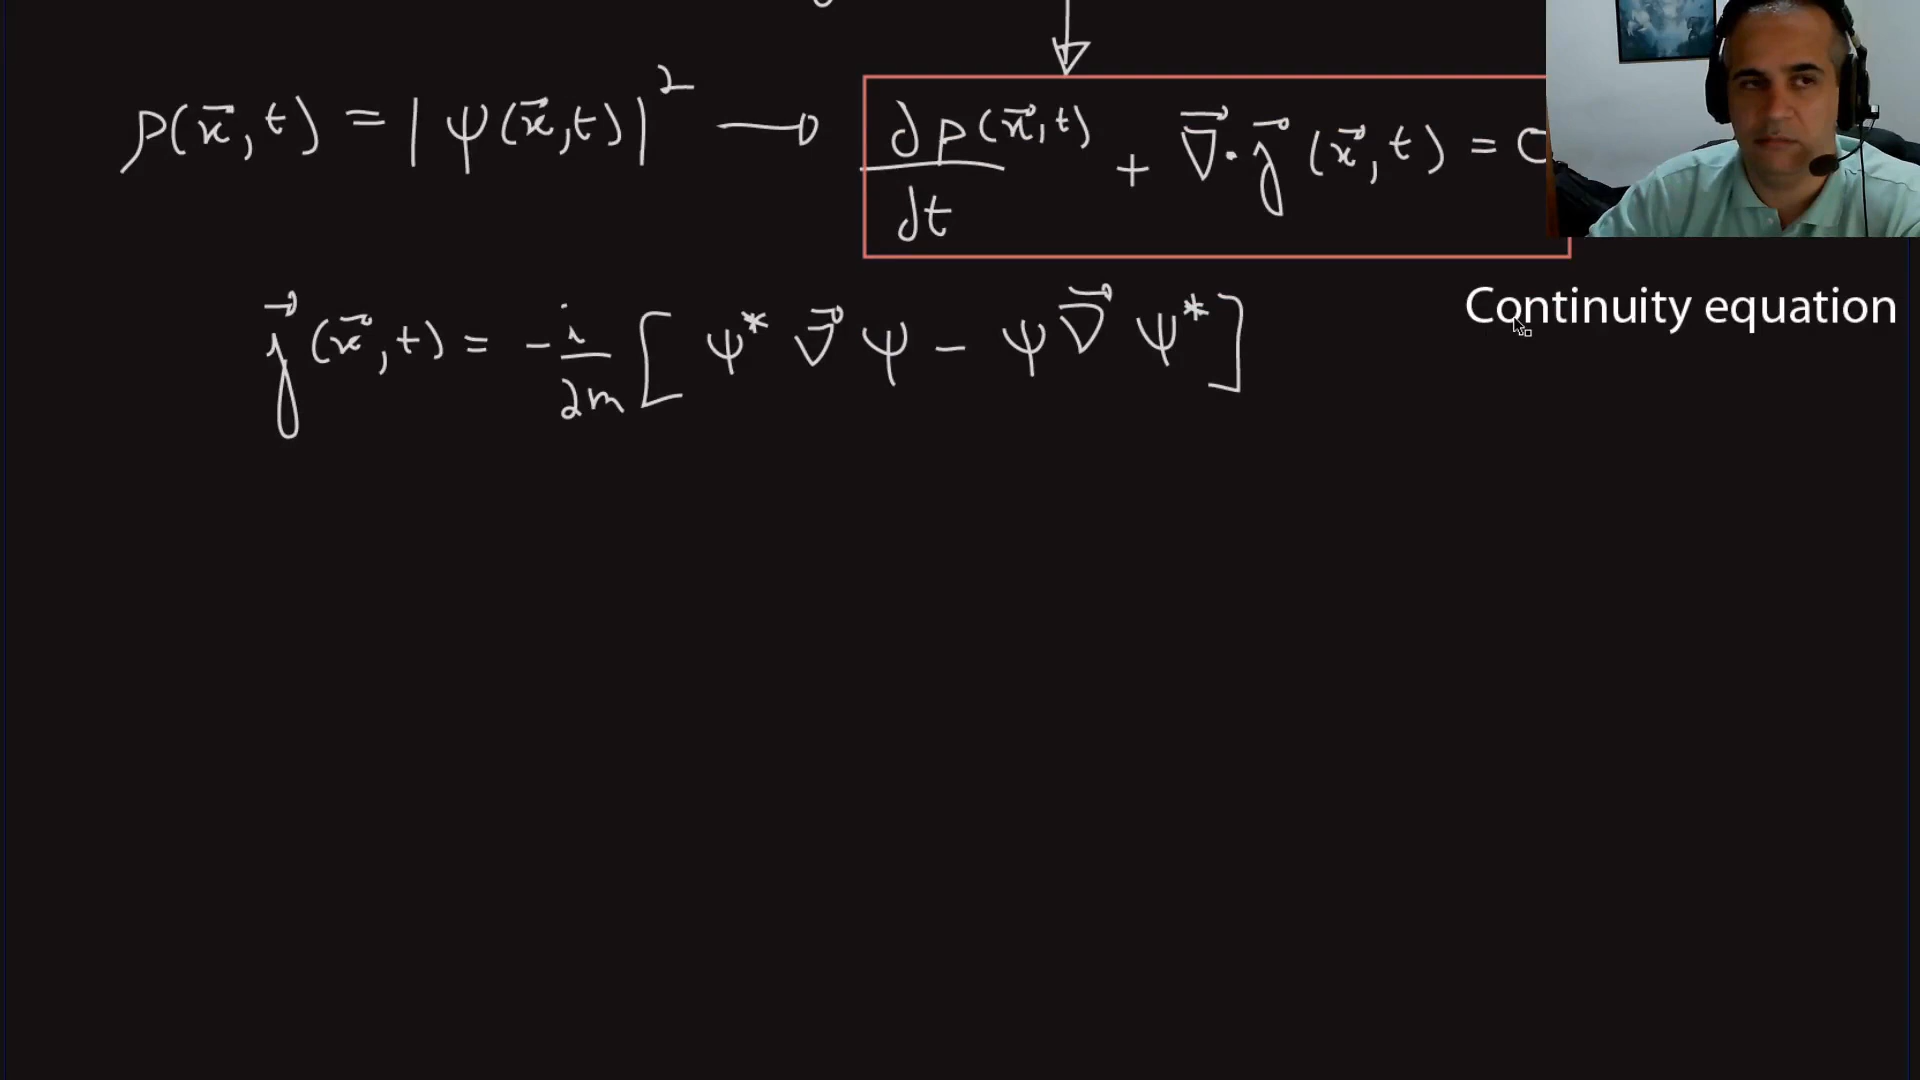 ρ(x⃗,t) = |ψ(x⃗,t)|² —o ∂ρ(x⃗,t)/∂t + ∇⃗·j⃗(x⃗,t) = 0
Continuity equation
j⃗(x⃗,t) = -i/2m [ψ* ∇⃗ ψ - ψ ∇⃗ ψ*]